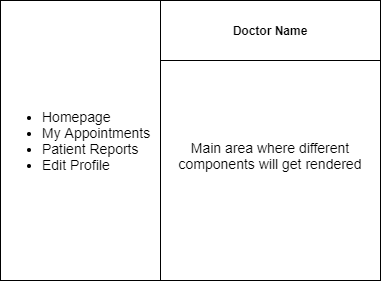 Doctor Name
Homepage
My Appointments
Patient Reports
Edit Profile
Main area where different
components will get rendered